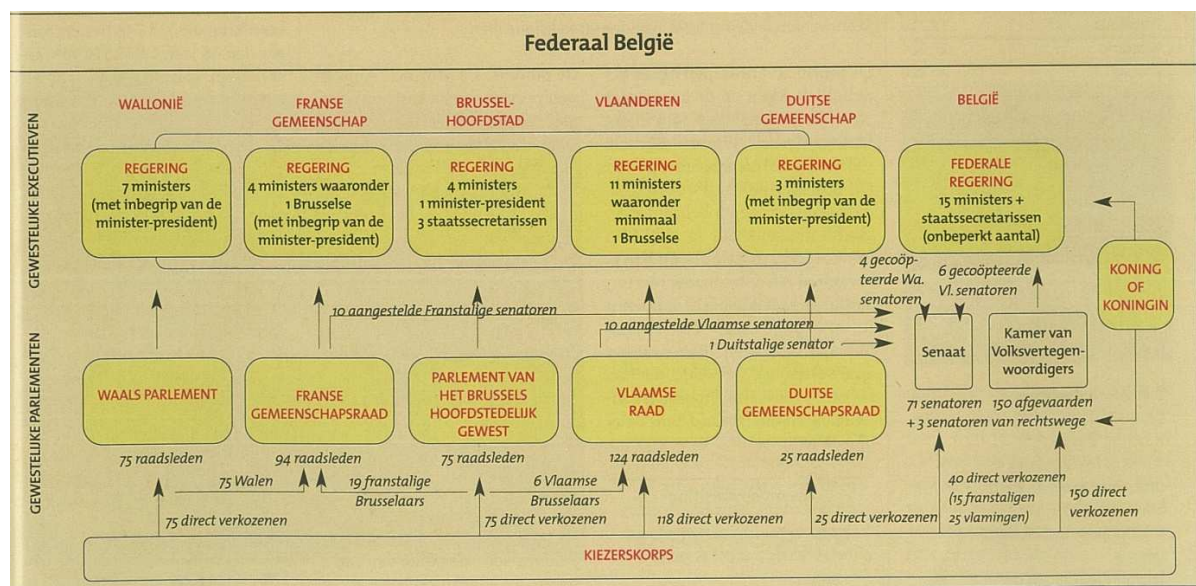 Federaal België
WALLONIË
FRANSE
GEMEENSCHAP
BRUSSEL-
HOOFDSTAD
VLAANDEREN
DUITSE
GEMEENSCHAP
BELGIË
GEWESTELIJKE EXECUTIEVEN
REGERING
7 ministers
(met inbegrip van de
minister-president)
REGERING
4 ministers waaronder
1 Brusselse
(met inbegrip van de
minister-president)
REGERING
4 ministers
1 minister-president
3 staatssecretarissen
REGERING
11 ministers
waaronder
minimaal
1 Brusselse
REGERING
3 ministers
(met inbegrip van de
minister-president)
FEDERALE
REGERING
15 ministers +
staatssecretarissen
(onbeperkt aantal)
KONING
OF
KONINGIN
4 gecoöp-
teerde Wa.
senatoren
6 gecoöpteerde
Vl. senatoren
10 aangestelde Franstalige senatoren
10 aangestelde Vlaamse senatoren
1 Duitstalige senator
GEWESTELIJKE PARLEMENTEN
WAALS PARLEMENT
FRANSE
GEMEENSCHAPSRAAD
PARLEMENT VAN
HET BRUSSELS
HOOFDSTEDELIJK
GEWEST
VLAAMSE
RAAD
DUITSE
GEMEENSCHAPSRAAD
Senaat
Kamer van
Volksvertegen-
woordigers
75 raadsleden
94 raadsleden
75 raadsleden
124 raadsleden
25 raadsleden
71 senatoren
150 afgevaarden
+ 3 senatoren van rechtswege
75 Walen
19 franstalige
Brusselaars
6 Vlaamse
Brusselaars
75 direct verkozenen
75 direct verkozenen
118 direct verkozenen
25 direct verkozenen
40 direct verkozenen
(15 franstaligen
25 vlamingen)
150 direct
verkozenen
KIEZERSKORPS